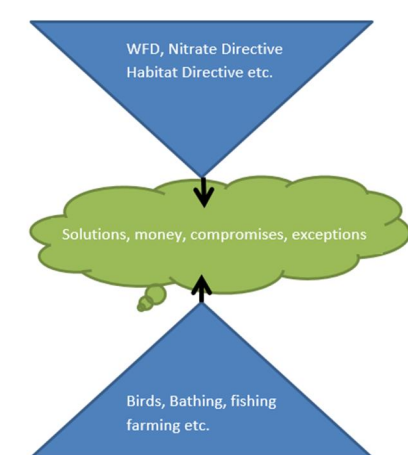 WFD, Nitrate Directive
Habitat Directive etc.
Solutions, money, compromises, exceptions
Birds, Bathing, fishing
farming etc.